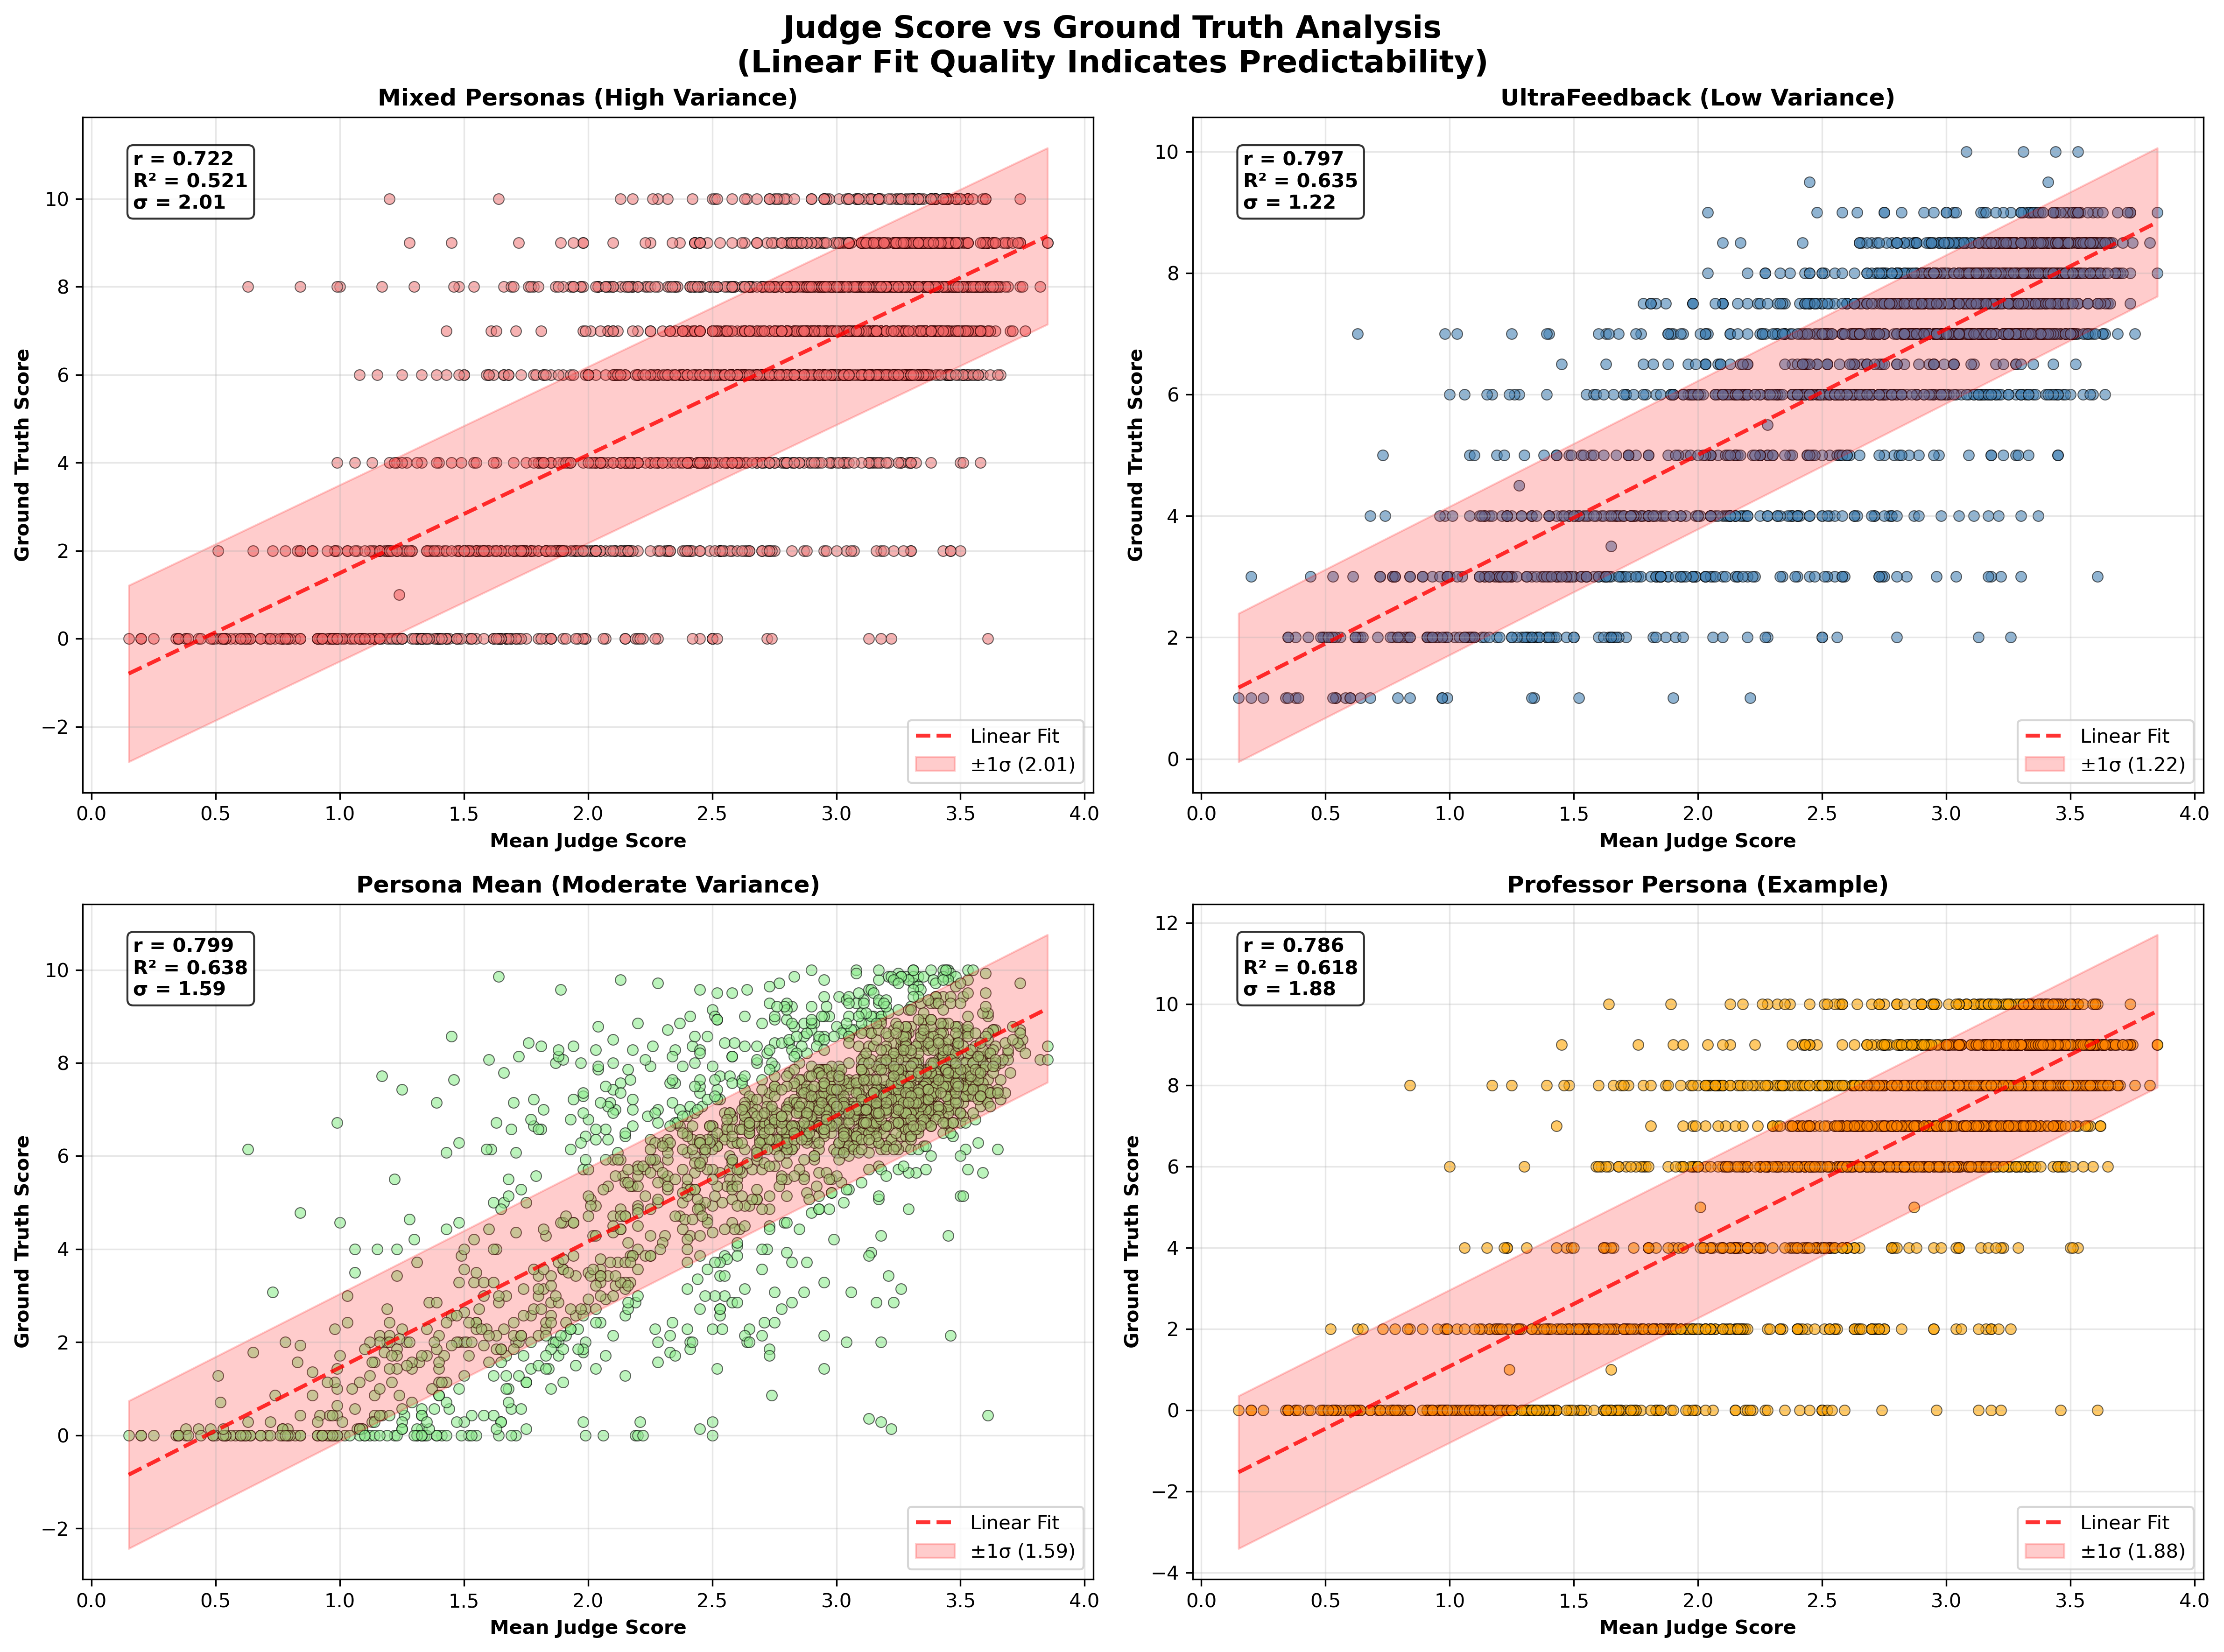 Judge Score vs Ground Truth Analysis
(Linear Fit Quality Indicates Predictability)
Mixed Personas (High Variance)
r = 0.722
R² = 0.521
σ = 2.01
10
8
6
4
2
0
−2
Ground Truth Score
Linear Fit
±1σ (2.01)
0.0 0.5 1.0 1.5 2.0 2.5 3.0 3.5 4.0
Mean Judge Score
UltraFeedback (Low Variance)
r = 0.797
R² = 0.635
σ = 1.22
10
8
6
4
2
0
Ground Truth Score
Linear Fit
±1σ (1.22)
0.0 0.5 1.0 1.5 2.0 2.5 3.0 3.5 4.0
Mean Judge Score
Persona Mean (Moderate Variance)
r = 0.799
R² = 0.638
σ = 1.59
10
8
6
4
2
0
−2
Ground Truth Score
Linear Fit
±1σ (1.59)
0.0 0.5 1.0 1.5 2.0 2.5 3.0 3.5 4.0
Mean Judge Score
Professor Persona (Example)
r = 0.786
R² = 0.618
σ = 1.88
12
10
8
6
4
2
0
−2
−4
Ground Truth Score
Linear Fit
±1σ (1.88)
0.0 0.5 1.0 1.5 2.0 2.5 3.0 3.5 4.0
Mean Judge Score